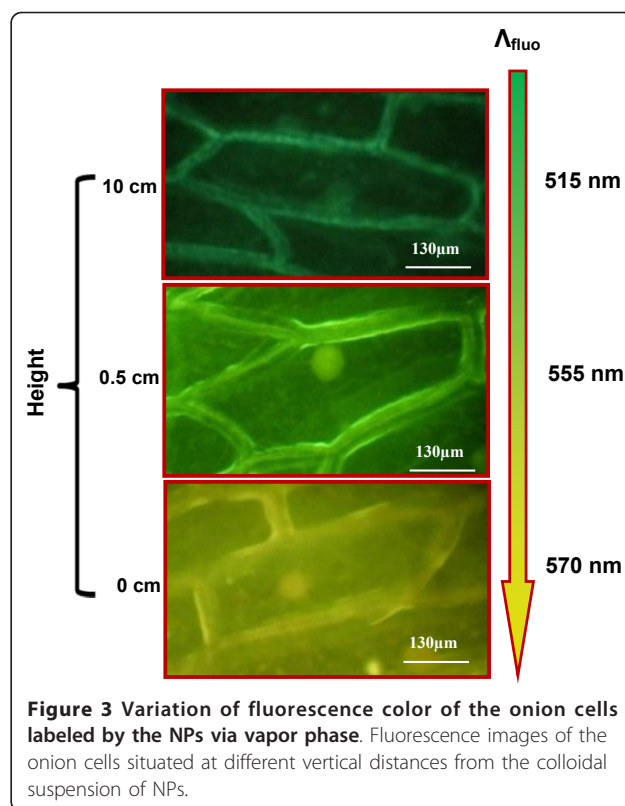 Λfluo
10 cm
130µm
515 nm
Height
0.5 cm
130µm
555 nm
0 cm
130µm
570 nm
Figure 3 Variation of fluorescence color of the onion cells
labeled by the NPs via vapor phase. Fluorescence images of the
onion cells situated at different vertical distances from the colloidal
suspension of NPs.